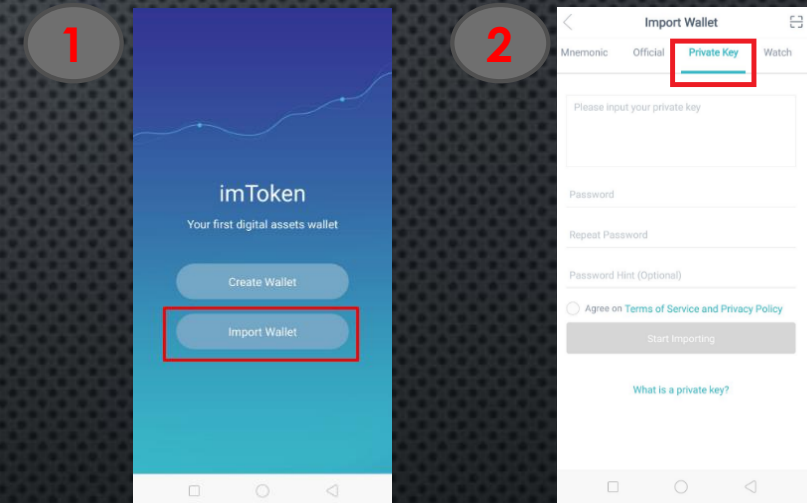 1
imToken
Your first digital assets wallet
Create Wallet
Import Wallet
2
Import Wallet
Mnemonic Official Private Key Watch
Please input your private key
Password
Repeat Password
Password Hint (Optional)
Agree on Terms of Service and Privacy Policy
Start Importing
What is a private key?